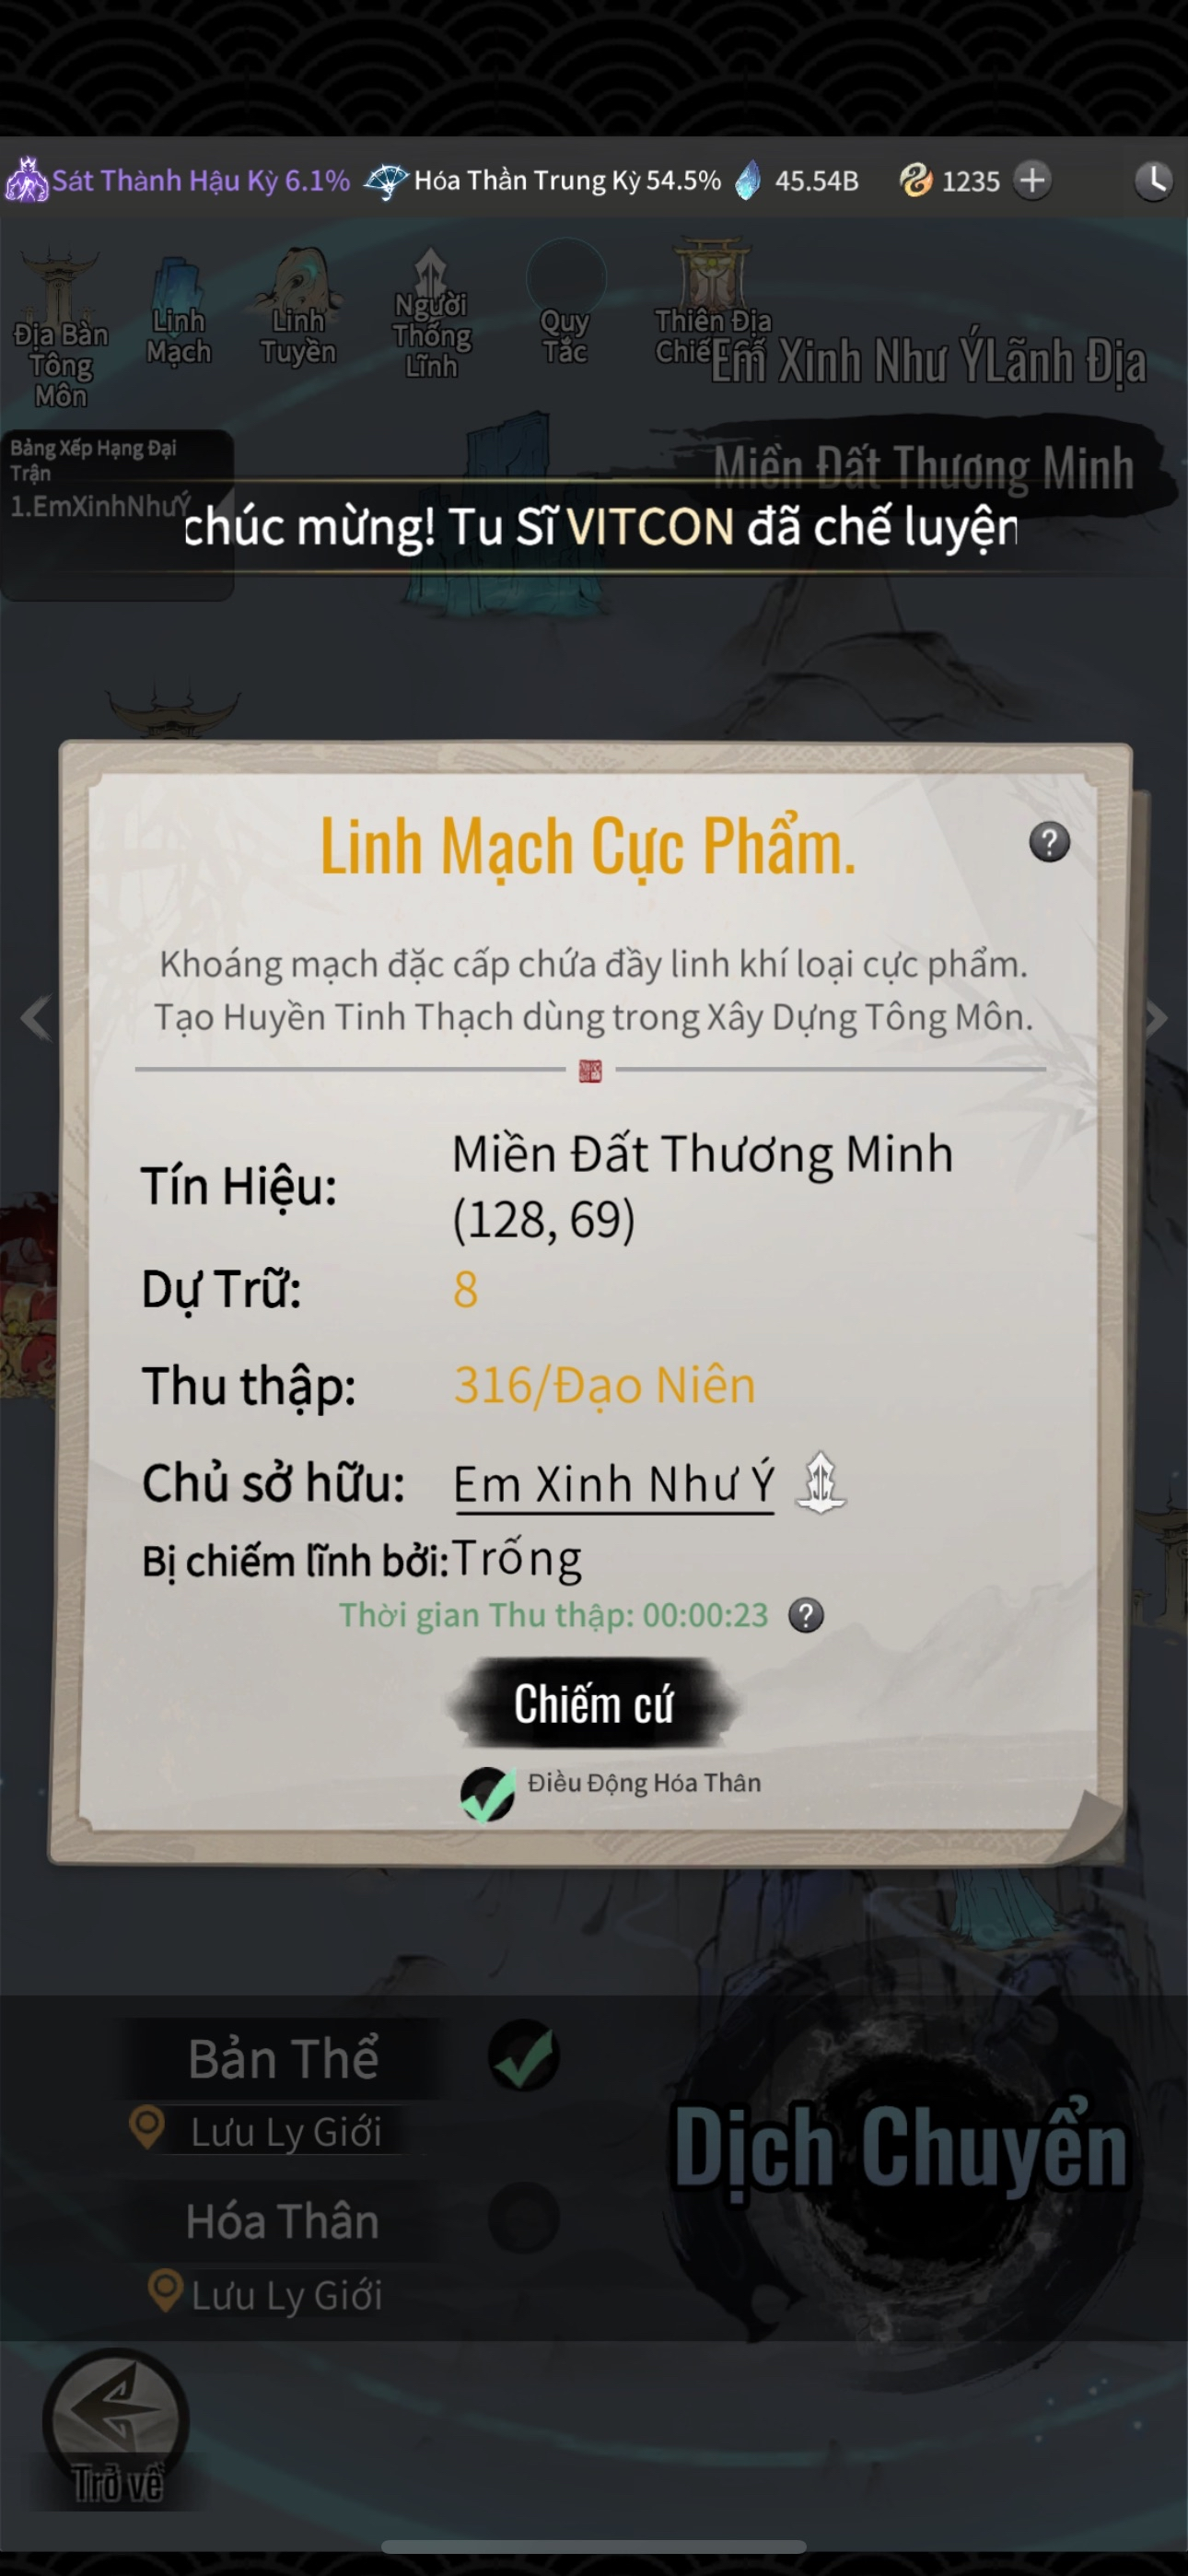 Sát Thành Hậu Kỳ 6.1% Hóa Thần Trung Kỳ 54.5% 45.54B 1235
Địa Bàn
Tông
Môn
Linh
Mạch
Linh
Tuyền
Người
Thống
Lĩnh
Quy
Tắc
Thiên Địa
Em Xinh Như ÝLãnh Địa
Bảng Xếp Hạng Đại
Trận
1.EmXinhNhưÝ
Miền Đất Thương Minh
chúc mừng! Tu Sĩ VITCON đã chế luyện
Linh Mạch Cực Phẩm.
?
Khoáng mạch đặc cấp chứa đầy linh khí loại cực phẩm.
Tạo Huyền Tinh Thạch dùng trong Xây Dựng Tông Môn.
Tín Hiệu: Miền Đất Thương Minh
(128, 69)
Dự Trữ: 8
Thu thập: 316/Đạo Niên
Chủ sở hữu: Em Xinh Như Ý
Bị chiếm lĩnh bởi: Trống
Thời gian Thu thập: 00:00:23 ?
Chiếm cứ
Điều Động Hóa Thân
Bản Thể
Lưu Ly Giới
Hóa Thân
Lưu Ly Giới
Dịch Chuyển
Trở về